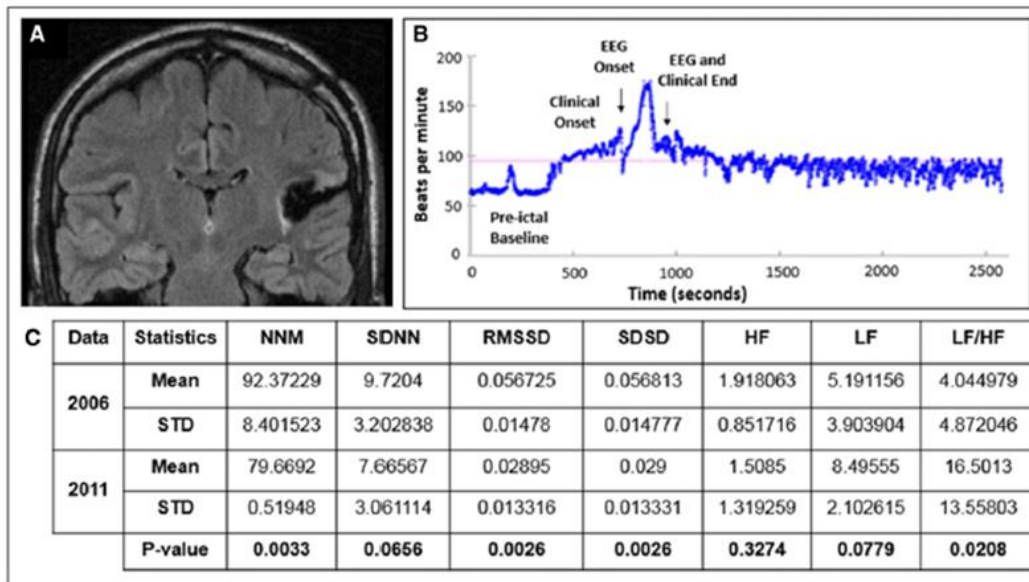 A
B
EEG
Onset
EEG and
Clinical End
Clinical
Onset
Pre-ictal
Baseline
Beats per minute
200
150
100
50
0
0 500 1000 1500 2000 2500
Time (seconds)
C Data Statistics NNM SDNN RMSSD SDSD HF LF LF/HF
2006 Mean 92.37229 9.7204 0.056725 0.056813 1.918063 5.191156 4.044979
STD 8.401523 3.202838 0.01478 0.014777 0.851716 3.903904 4.872046
2011 Mean 79.6692 7.66567 0.02895 0.029 1.5085 8.49555 16.5013
STD 0.51948 3.061114 0.013316 0.013331 1.319259 2.102615 13.55803
P-value 0.0033 0.0656 0.0026 0.0026 0.3274 0.0779 0.0208